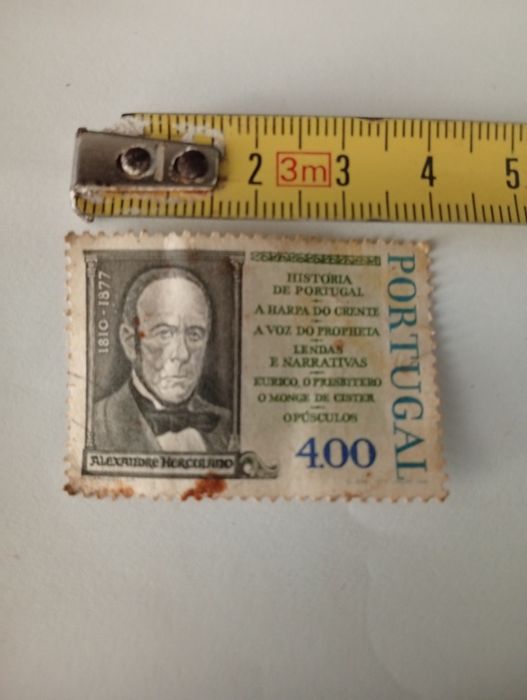 2 3m 3 4 5
1810-1877
ALEXANDRE HERCULANO
HISTÓRIA
DE PORTUGAL
A HARPA DO CRENTE
A VOZ DO PROPHETA
LENDAS
E NARRATIVAS
EURICO, O PRESBITERO
O MONGE DE CISTER
OPÚSCULOS
4.00
PORTUGAL